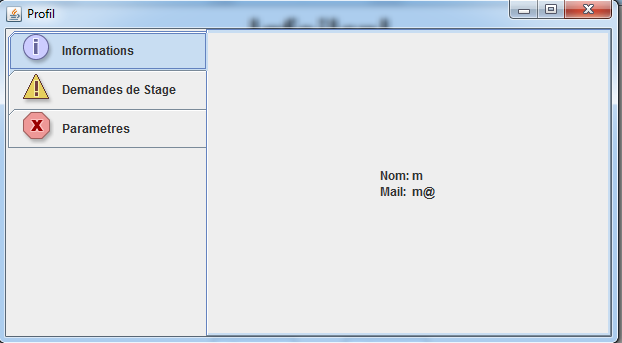 Profil
Informations
Demandes de Stage
Parametres
Nom: m
Mail: m@